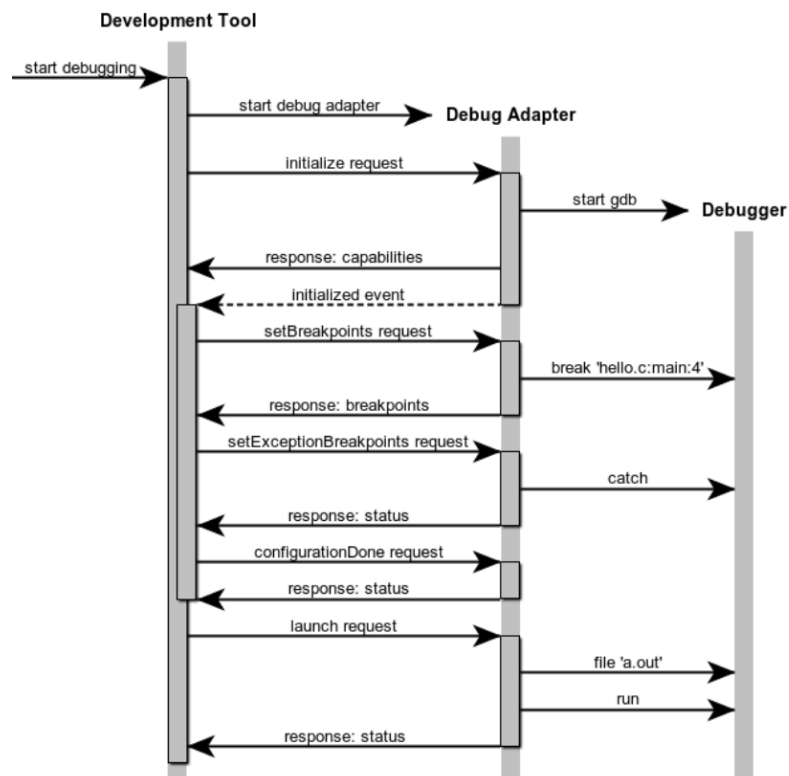 Development Tool
start debugging
start debug adapter
Debug Adapter
initialize request
start gdb
Debugger
response: capabilities
initialized event
setBreakpoints request
break 'hello.c:main:4'
response: breakpoints
setExceptionBreakpoints request
catch
response: status
configurationDone request
response: status
launch request
file 'a.out'
run
response: status